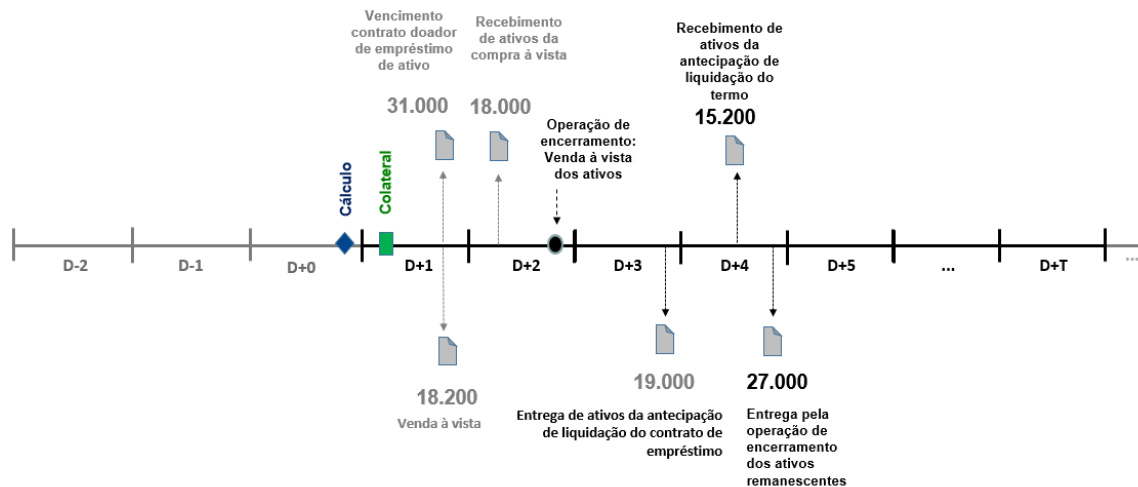 Vencimento
contrato doador
de empréstimo
de ativo
31.000
Recebimento
de ativos da
compra à vista
18.000
Operação de
encerramento:
Venda à vista
dos ativos
Recebimento de
ativos da
antecipação de
liquidação do
termo
15.200
Cálculo
Colateral
D-2
D-1
D+0
D+1
D+2
D+3
D+4
D+5
...
D+T
...
18.200
Venda à vista
19.000
Entrega de ativos da antecipação
de liquidação do contrato de
empréstimo
27.000
Entrega pela
operação de
encerramento
dos ativos
remanescentes